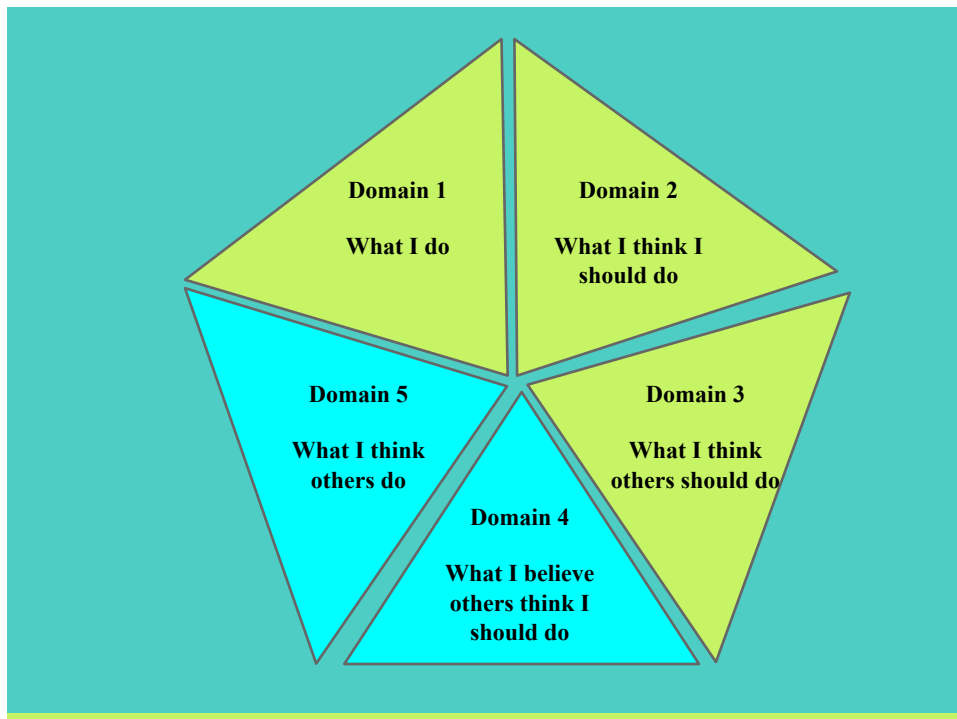 Domain 1
What I do
Domain 2
What I think I
should do
Domain 3
What I think
others should do
Domain 4
What I believe
others think I
should do
Domain 5
What I think
others do